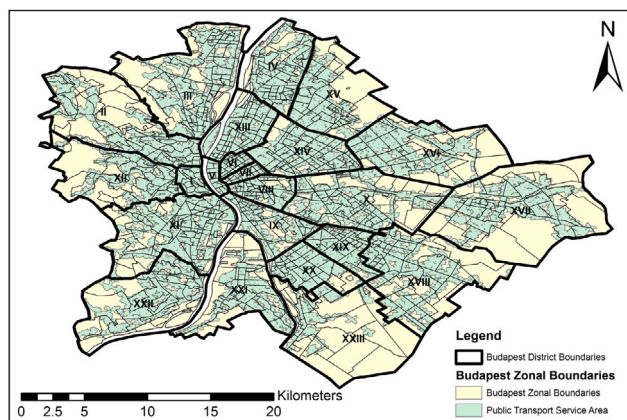 N
IV
III
XV
II
XIII
XIV
XVI
VI
VII
XII
V
VIII
X
XVII
XI
IX
XIX
XX
XVIII
XXII
XXI
XXIII
Legend
Budapest District Boundaries
Budapest Zonal Boundaries
Budapest Zonal Boundaries
Public Transport Service Area
Kilometers
0 2.5 5 10 15 20